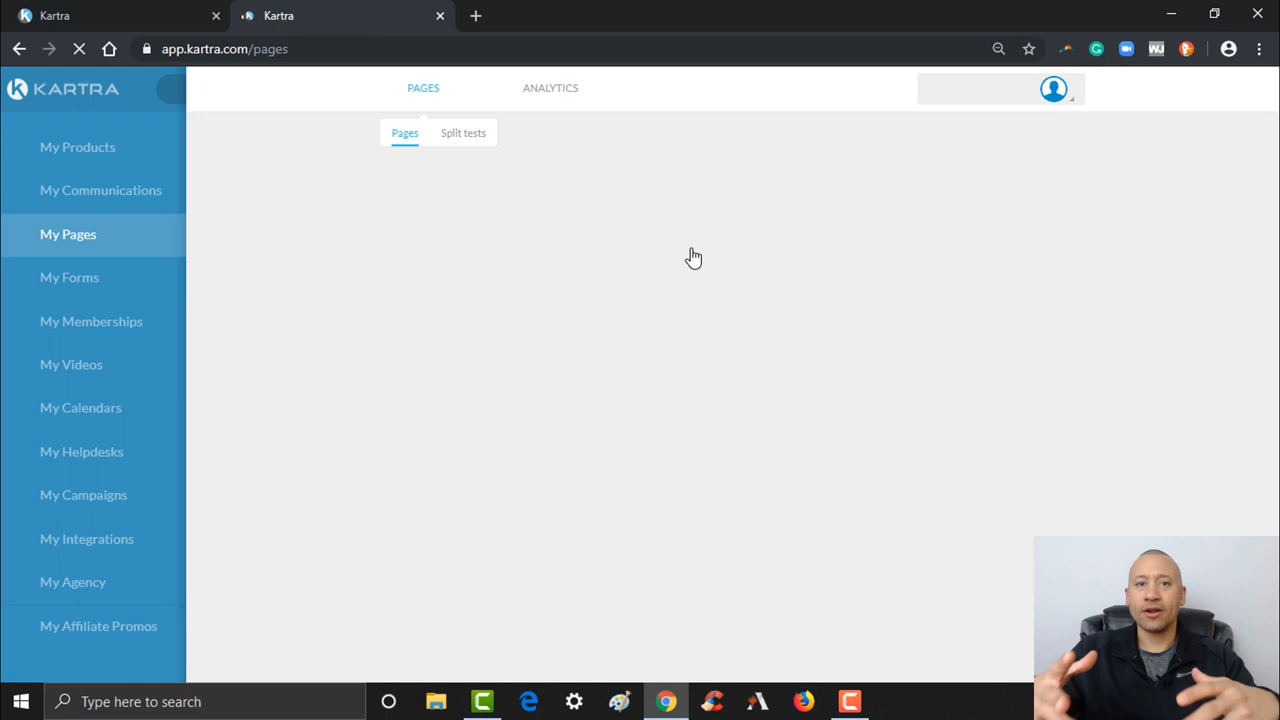 Kartra
Kartra
app.kartra.com/pages
KARTRA
PAGES
ANALYTICS
Pages
Split tests
My Products
My Communications
My Pages
My Forms
My Memberships
My Videos
My Calendars
My Helpdesks
My Campaigns
My Integrations
My Agency
My Affiliate Promos
Type here to search